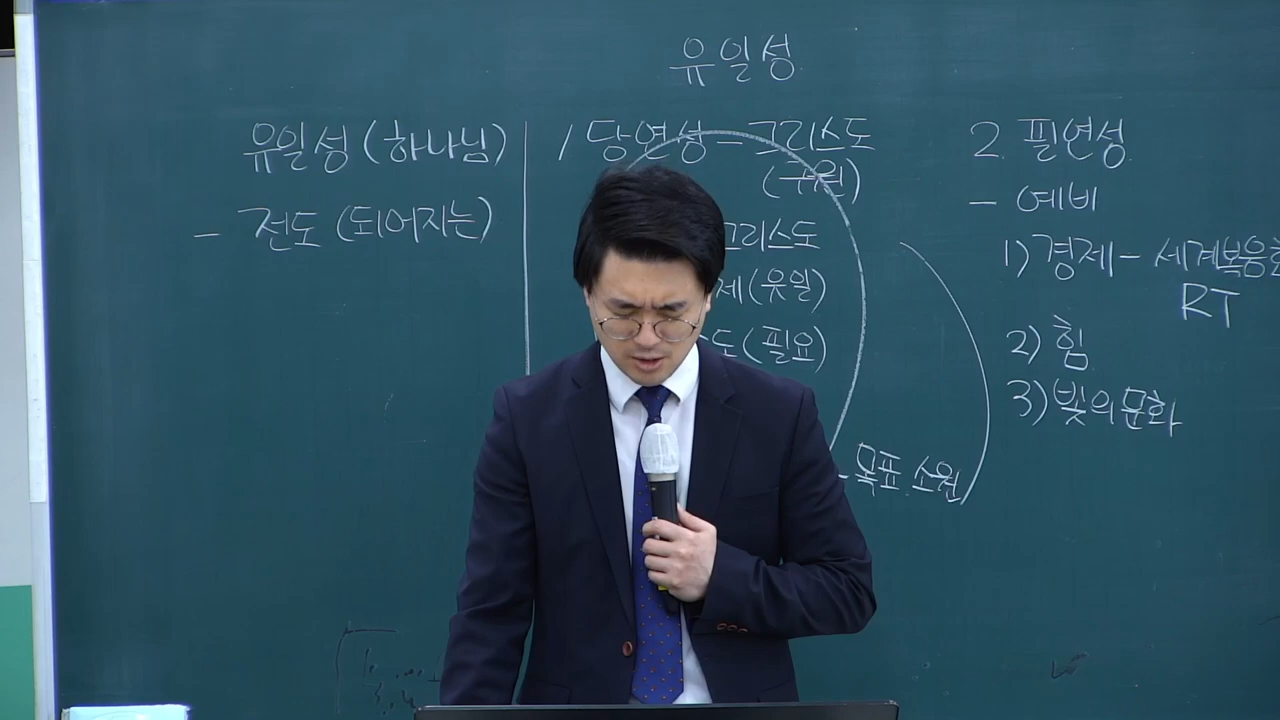 유일성
유일성 (하나님)
- 전도 (되어지는)
1 당연성 - 그리스도
(구원)
그리스도
제(유일)
도(필요)
- 목표. 소원
2. 필연성
- 예비
1) 경제 - 세계복음화
RT
2) 힘
3) 빛의 문화